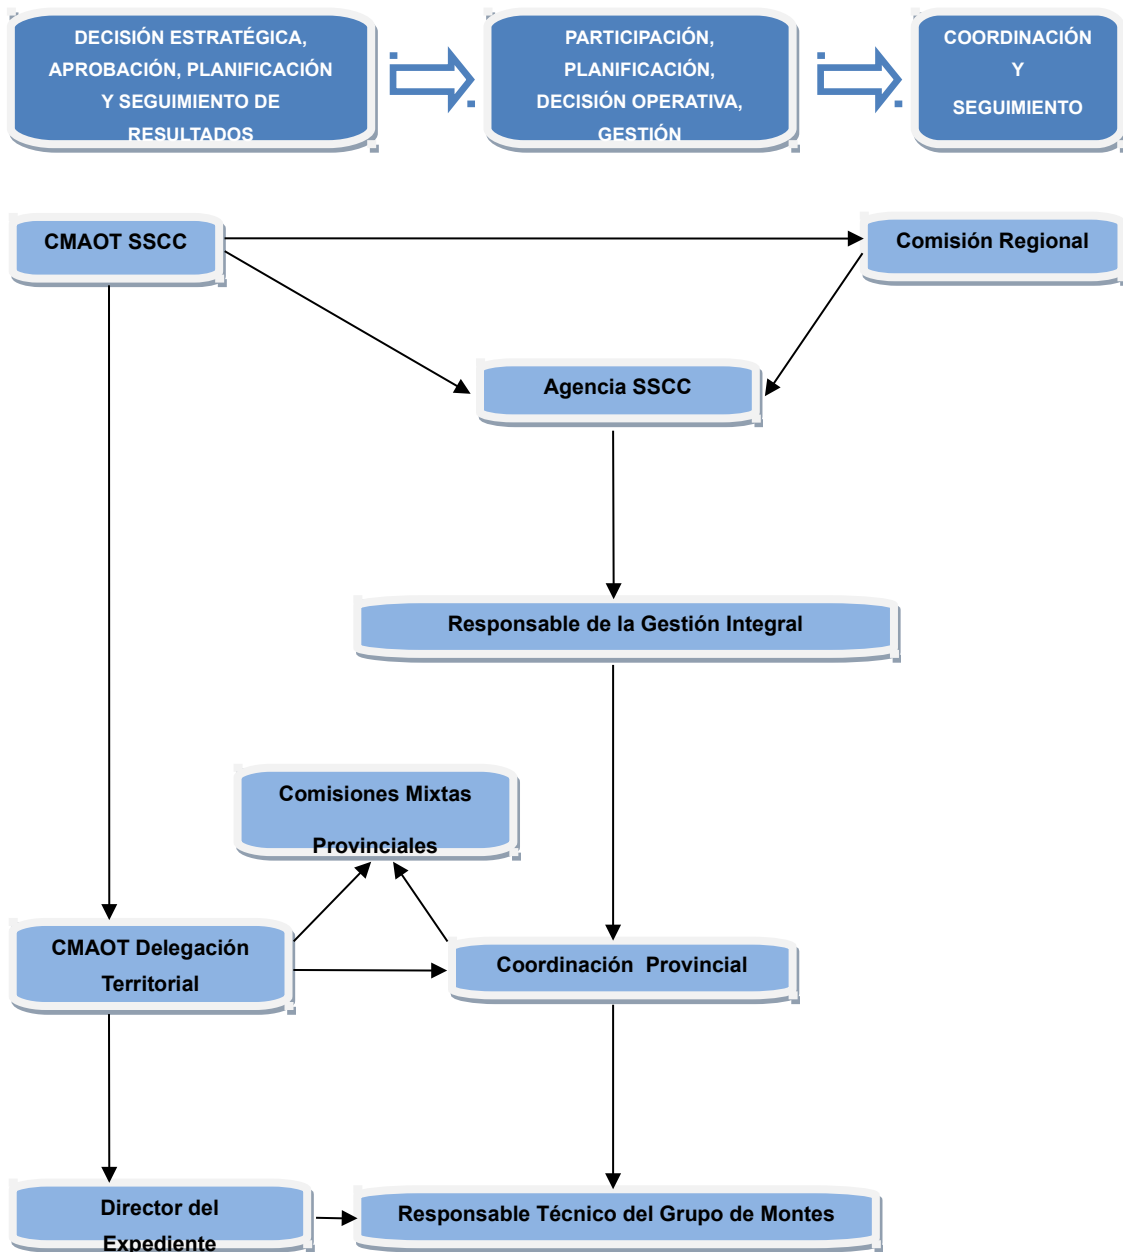 DECISIÓN ESTRATÉGICA,
APROBACIÓN, PLANIFICACIÓN
Y SEGUIMIENTO DE
RESULTADOS
PARTICIPACIÓN,
PLANIFICACIÓN,
DECISIÓN OPERATIVA,
GESTIÓN
COORDINACIÓN
Y
SEGUIMIENTO
CMAOT SSCC
Comisión Regional
Agencia SSCC
Responsable de la Gestión Integral
Comisiones Mixtas
Provinciales
CMAOT Delegación
Territorial
Coordinación Provincial
Director del
Expediente
Responsable Técnico del Grupo de Montes